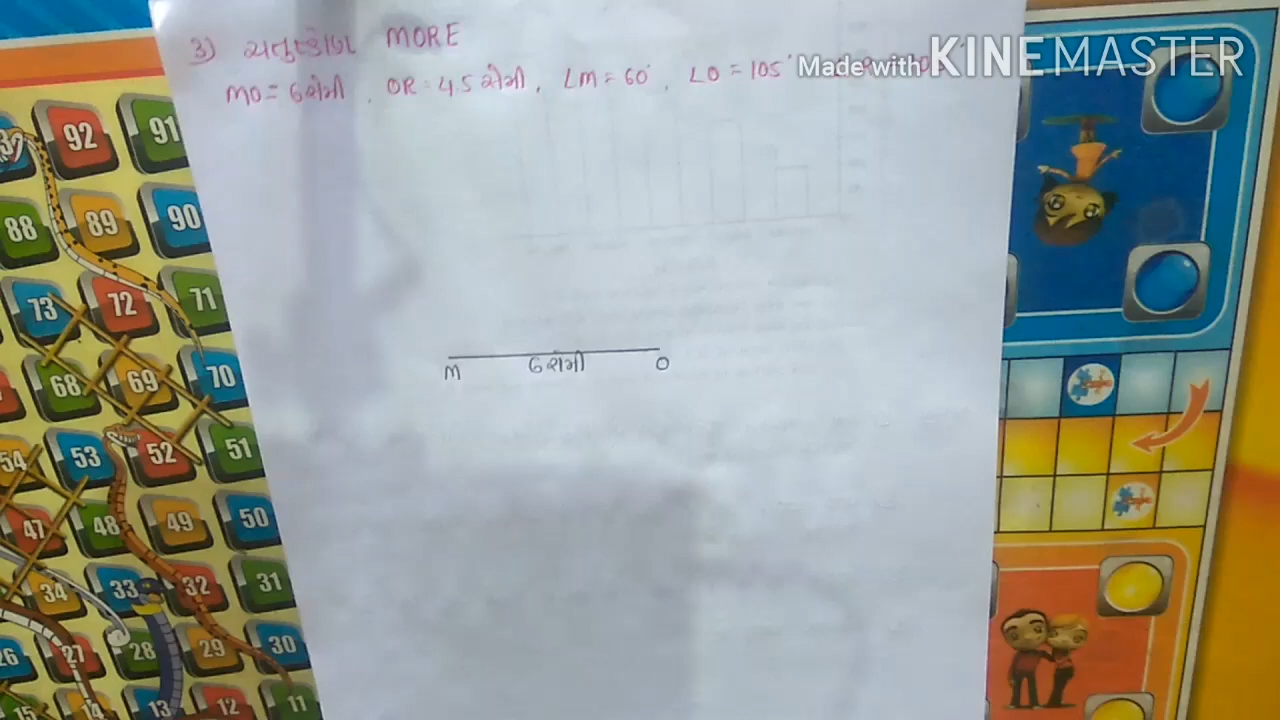 3) ચતુષ્કોણ MORE
MO = 6 સેમી , OR = 4.5 સેમી , ∠M = 60° , ∠O = 105°
Made with KINEMASTER
M 6 સેમી O
92 91
88 89 90
73 72 71
68 69 70
54 53 52 51
47 48 49 50
34 33 32 31
26 27 28 29 30
15 14 13 12 11